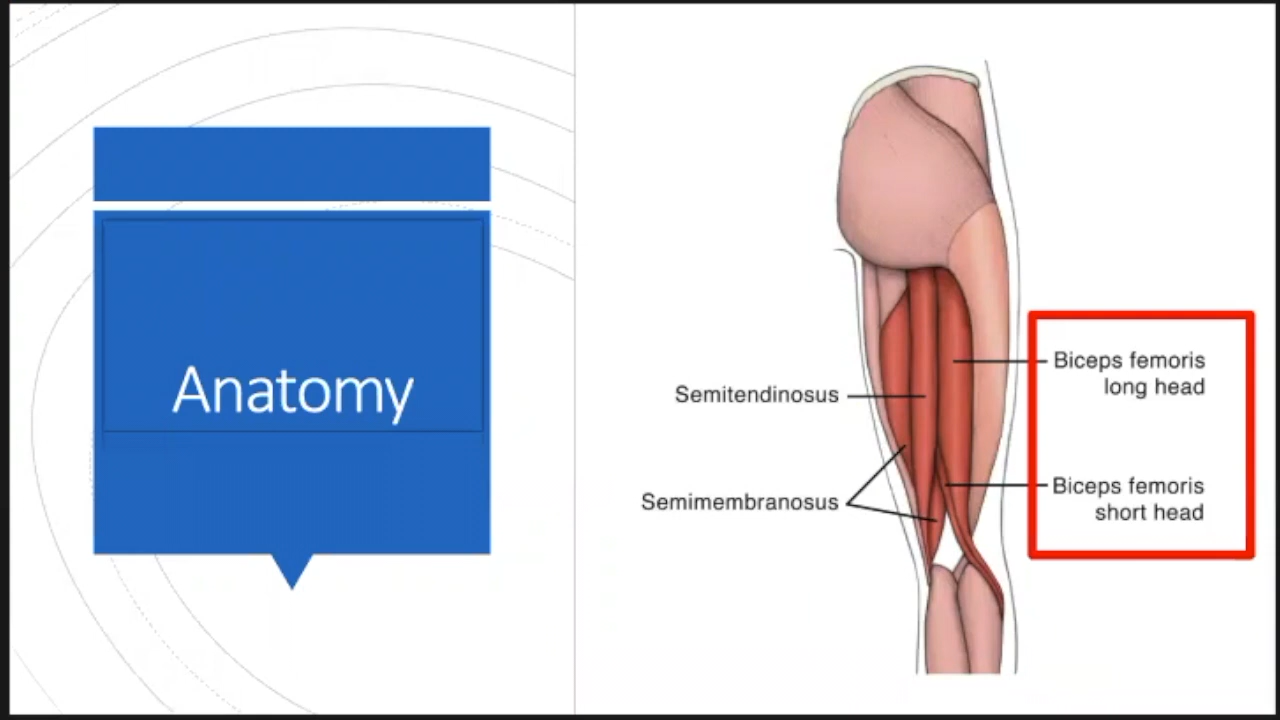 Anatomy
Biceps femoris
long head
Semitendinosus
Biceps femoris
short head
Semimembranosus